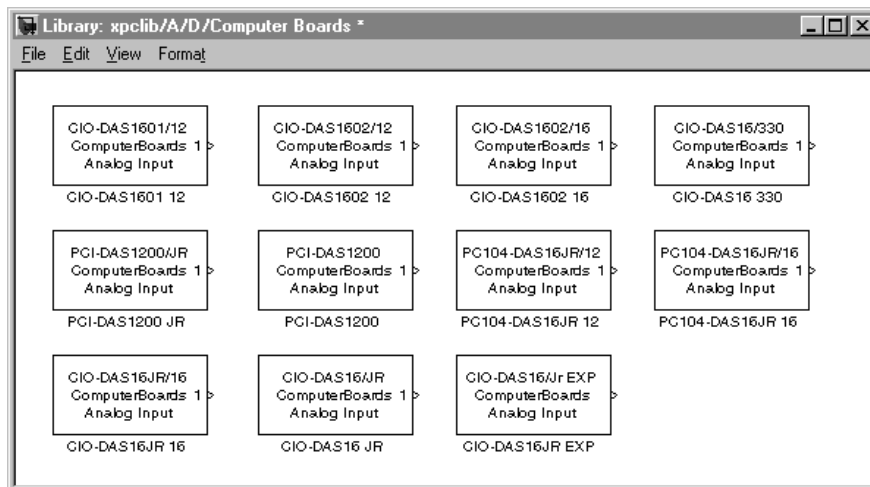 Library: xpclib/A/D/Computer Boards *
File Edit View Format
CIO-DAS1601/12
ComputerBoards 1
Analog Input
CIO-DAS1601 12
CIO-DAS1602/12
ComputerBoards 1
Analog Input
CIO-DAS1602 12
CIO-DAS1602/16
ComputerBoards 1
Analog Input
CIO-DAS1602 16
CIO-DAS16/330
ComputerBoards 1
Analog Input
CIO-DAS16 330
PCI-DAS1200/JR
ComputerBoards 1
Analog Input
PCI-DAS1200 JR
PCI-DAS1200
ComputerBoards 1
Analog Input
PCI-DAS1200
PC104-DAS16JR/12
ComputerBoards 1
Analog Input
PC104-DAS16JR 12
PC104-DAS16JR/16
ComputerBoards 1
Analog Input
PC104-DAS16JR 16
CIO-DAS16JR/16
ComputerBoards 1
Analog Input
CIO-DAS16JR 16
CIO-DAS16/JR
ComputerBoards 1
Analog Input
CIO-DAS16 JR
CIO-DAS16/Jr EXP
ComputerBoards
Analog Input
CIO-DAS16JR EXP